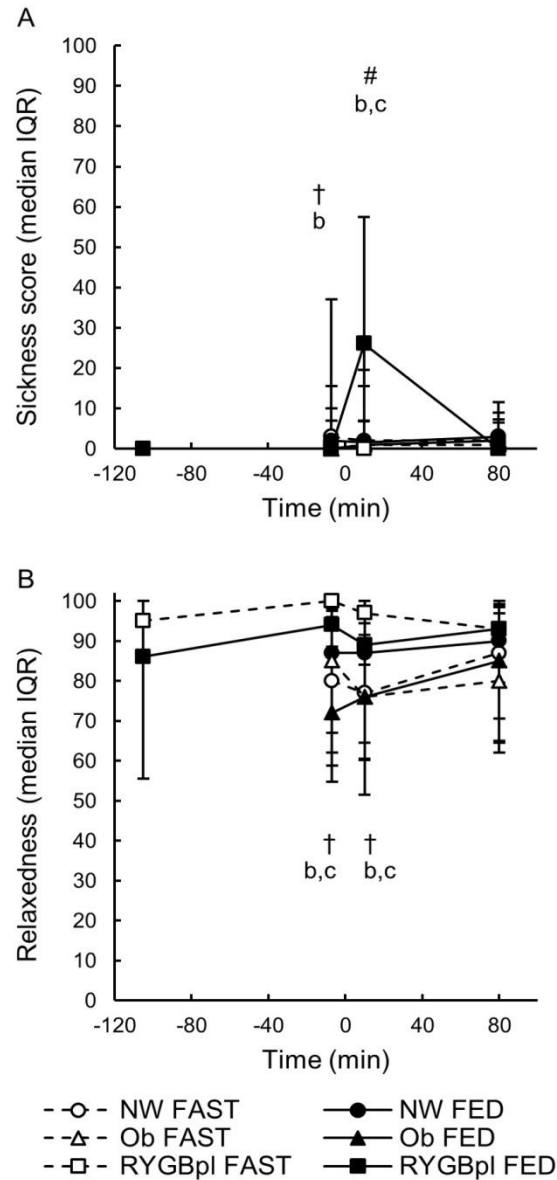 A
Sickness score (median IQR)
100
90
80
70
60
50
40
30
20
10
0
#
b,c
†
b
-120 -80 -40 0 40 80
Time (min)
B
Relaxedness (median IQR)
100
90
80
70
60
50
40
30
20
10
0
† †
b,c b,c
-120 -80 -40 0 40 80
Time (min)
NW FAST NW FED
Ob FAST Ob FED
RYGBpl FAST RYGBpl FED